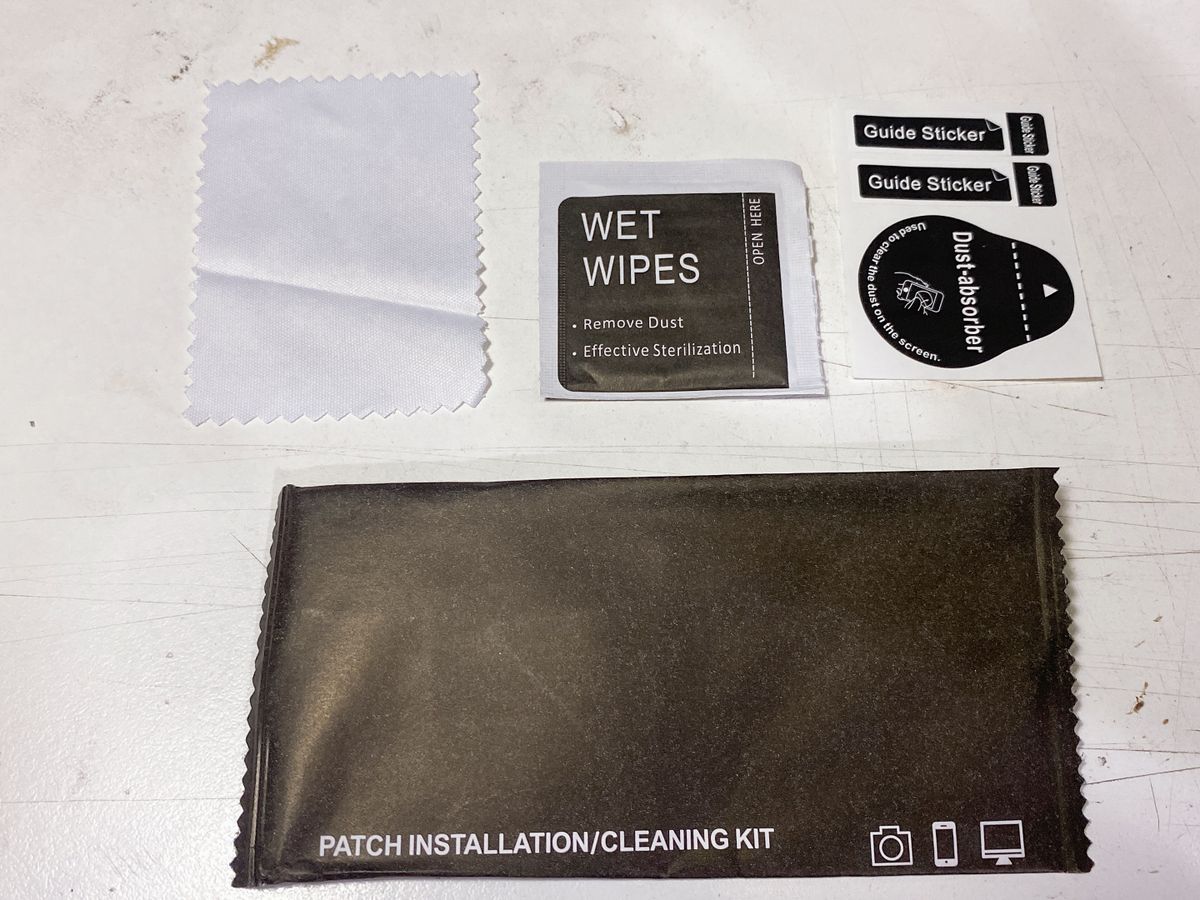 WET
WIPES
• Remove Dust
• Effective Sterilization
OPEN HERE
Guide Sticker
Guide Sticker
Guide Sticker
Guide Sticker
Dust-absorber
Used to clear the dust on the screen.
PATCH INSTALLATION/CLEANING KIT